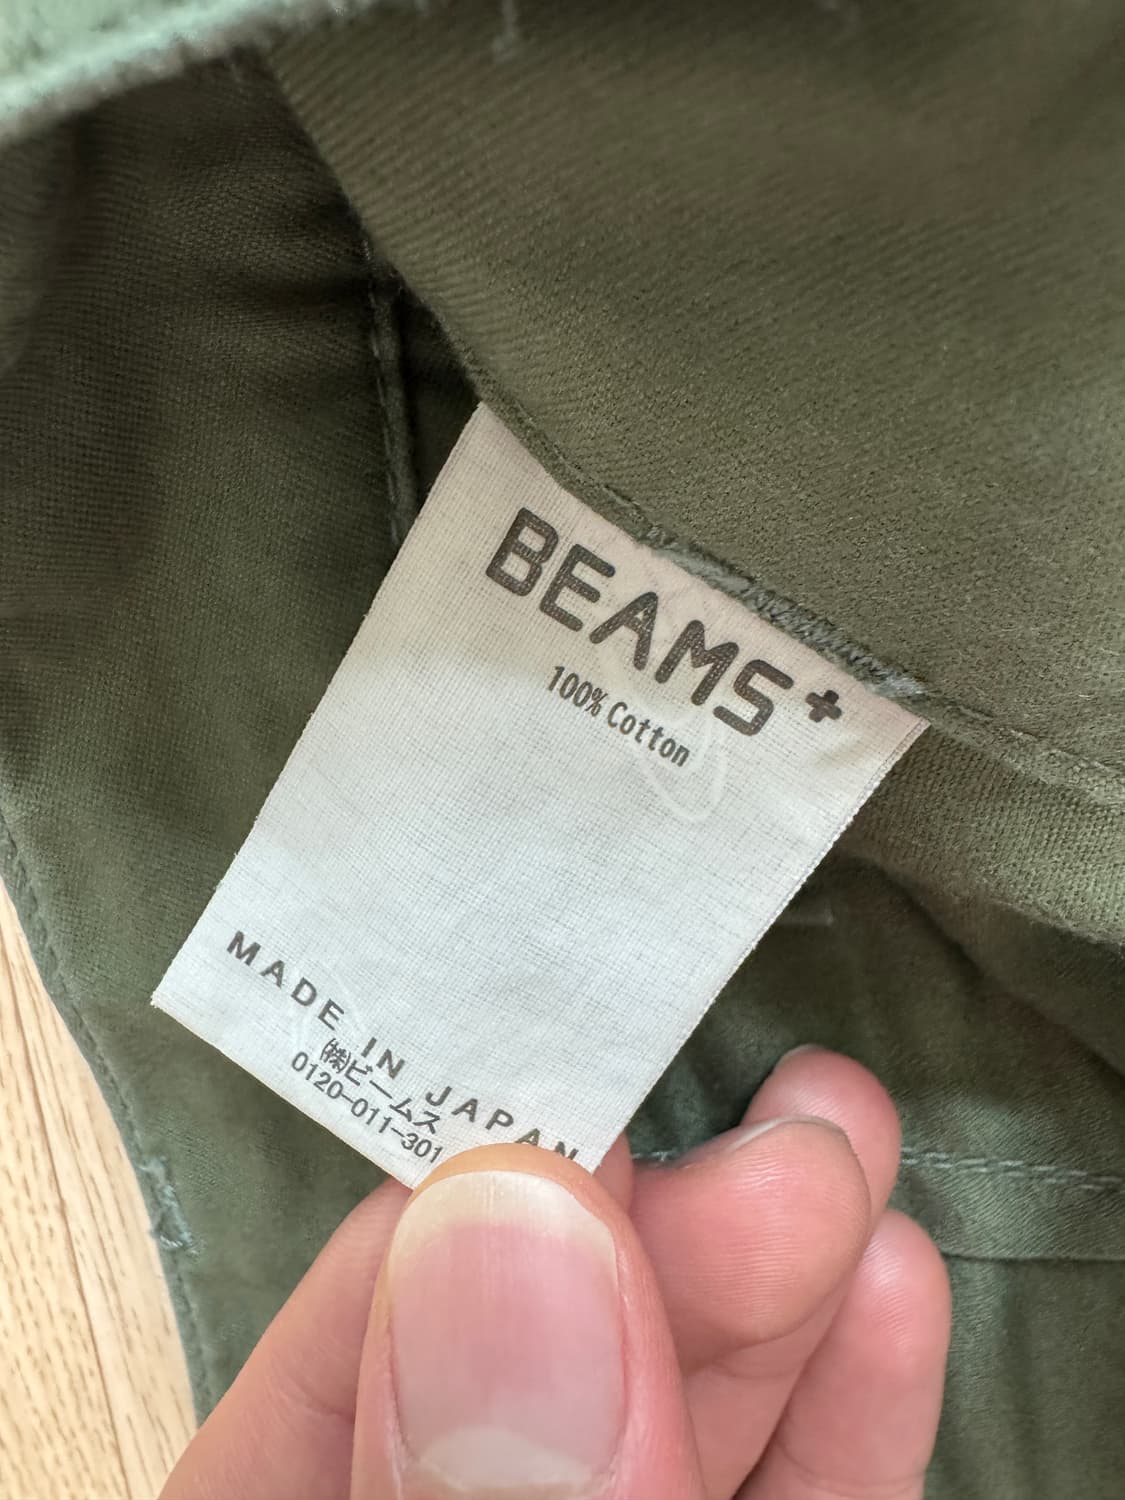 BEAMS+
100% Cotton
MADE IN JAPAN
㈱ビームス
0120-011-301